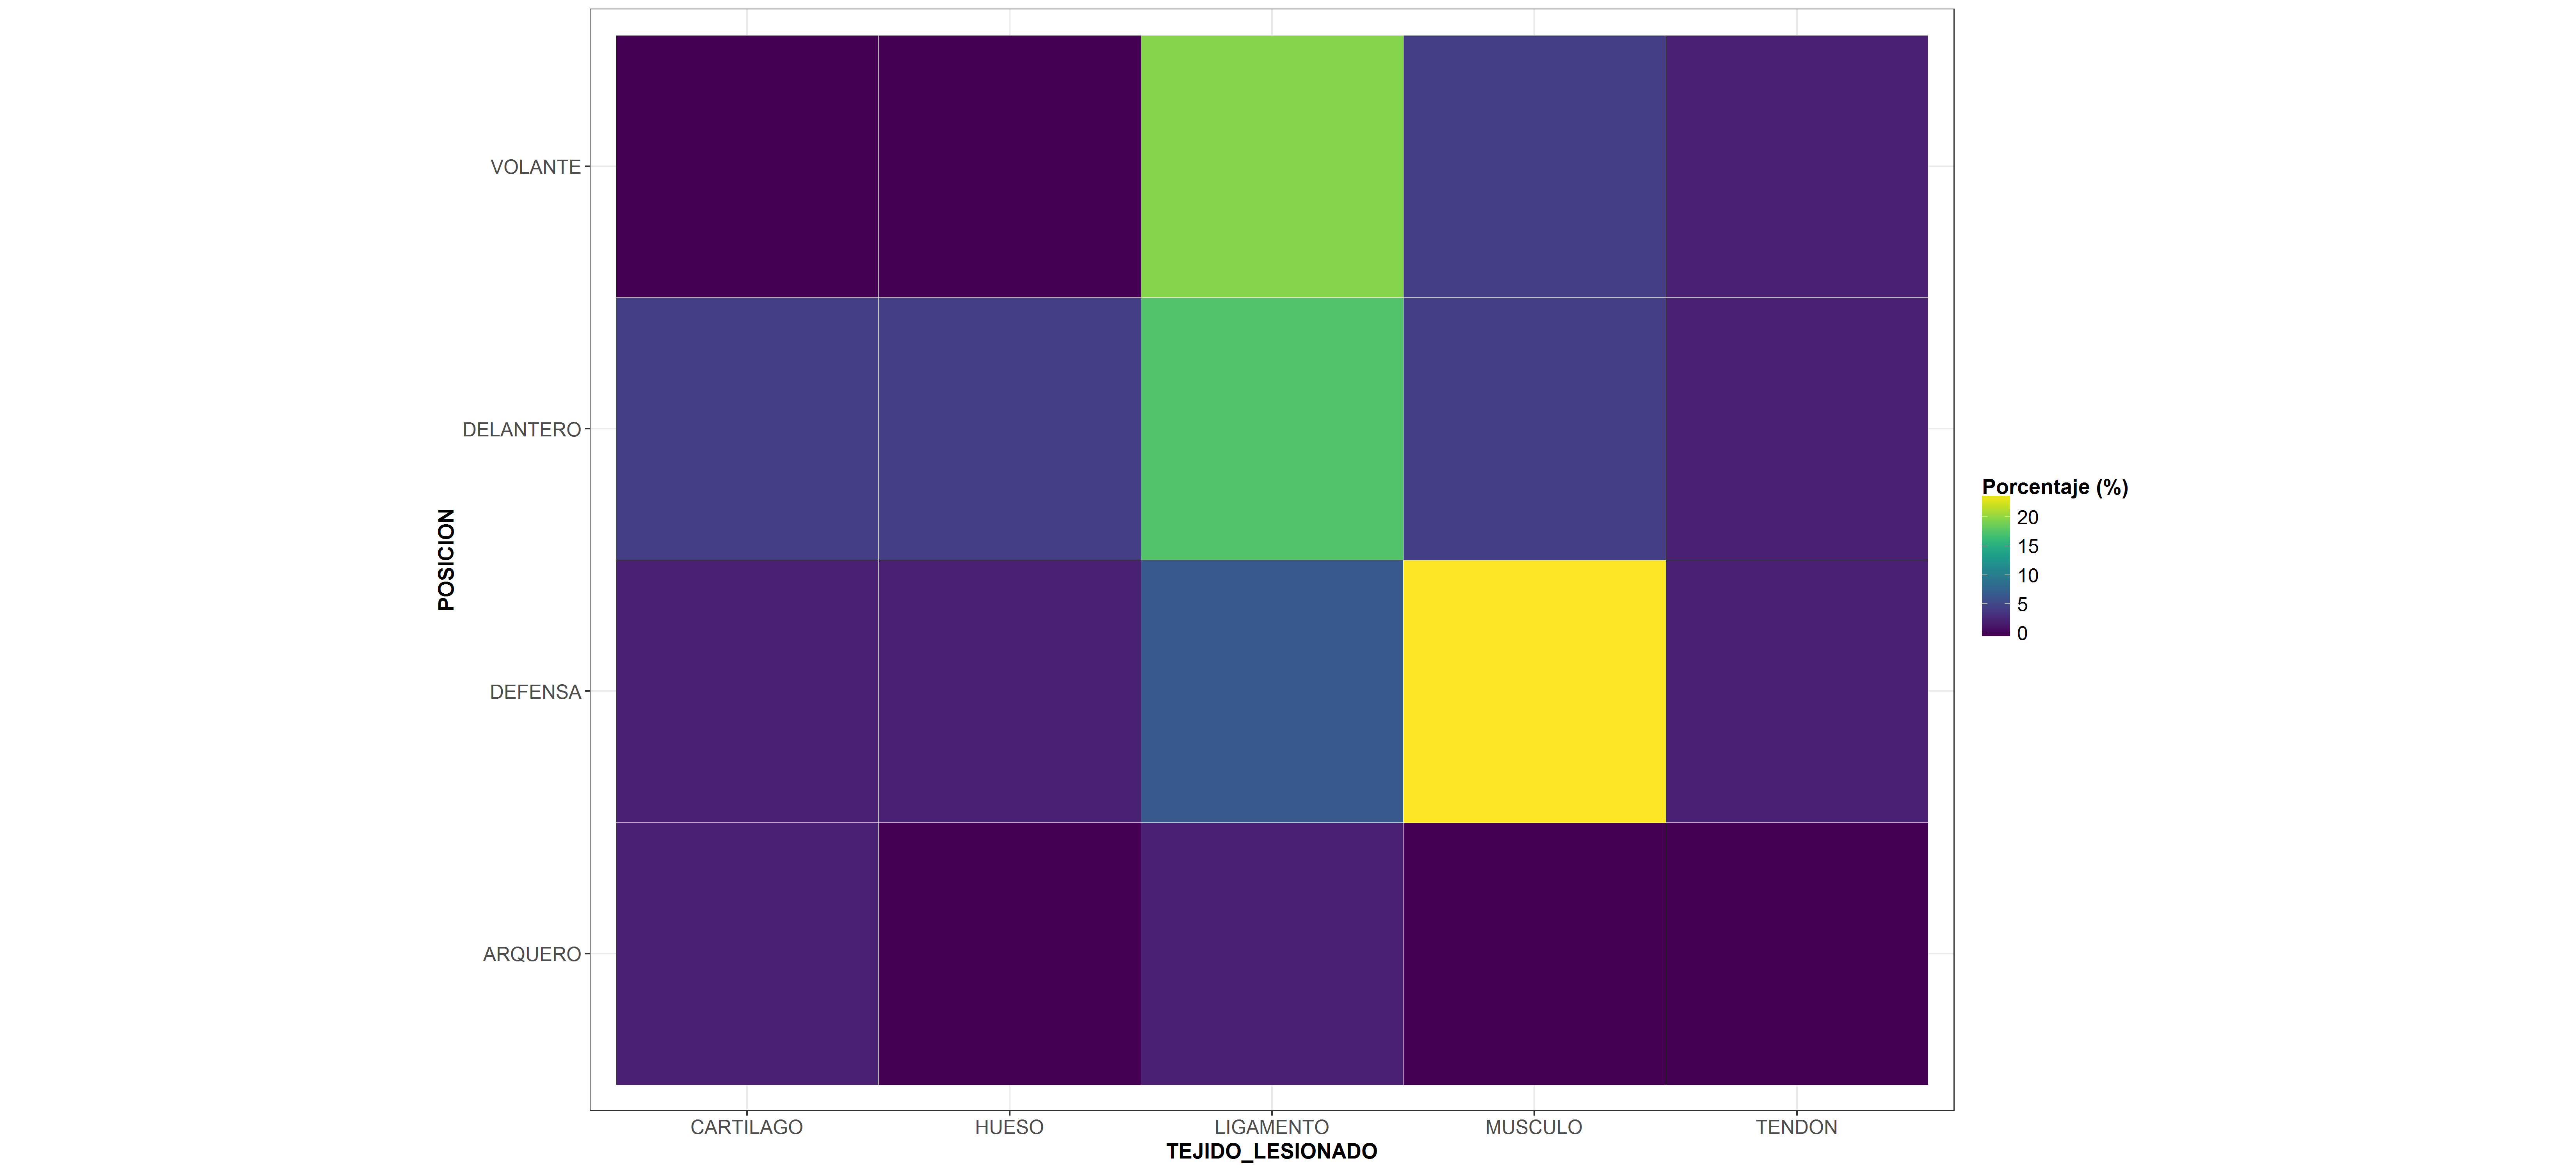 VOLANTE
DELANTERO
DEFENSA
ARQUERO
POSICION
CARTILAGO
HUESO
LIGAMENTO
MUSCULO
TENDON
TEJIDO_LESIONADO
Porcentaje (%)
20
15
10
5
0